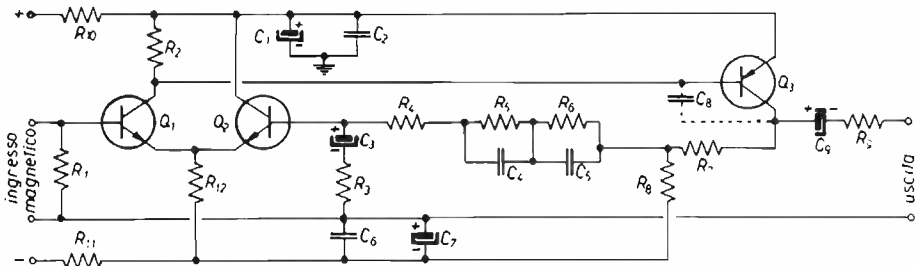 +
R10
R2
C1
+
-
C2
Q1
Q2
Q3
R4
R5
R6
C8
+
-
C9
R9
ingresso
magnetico
R1
R12
+
-
C3
R3
C4
C5
R8
C6
+
-
C7
uscita
-
R11